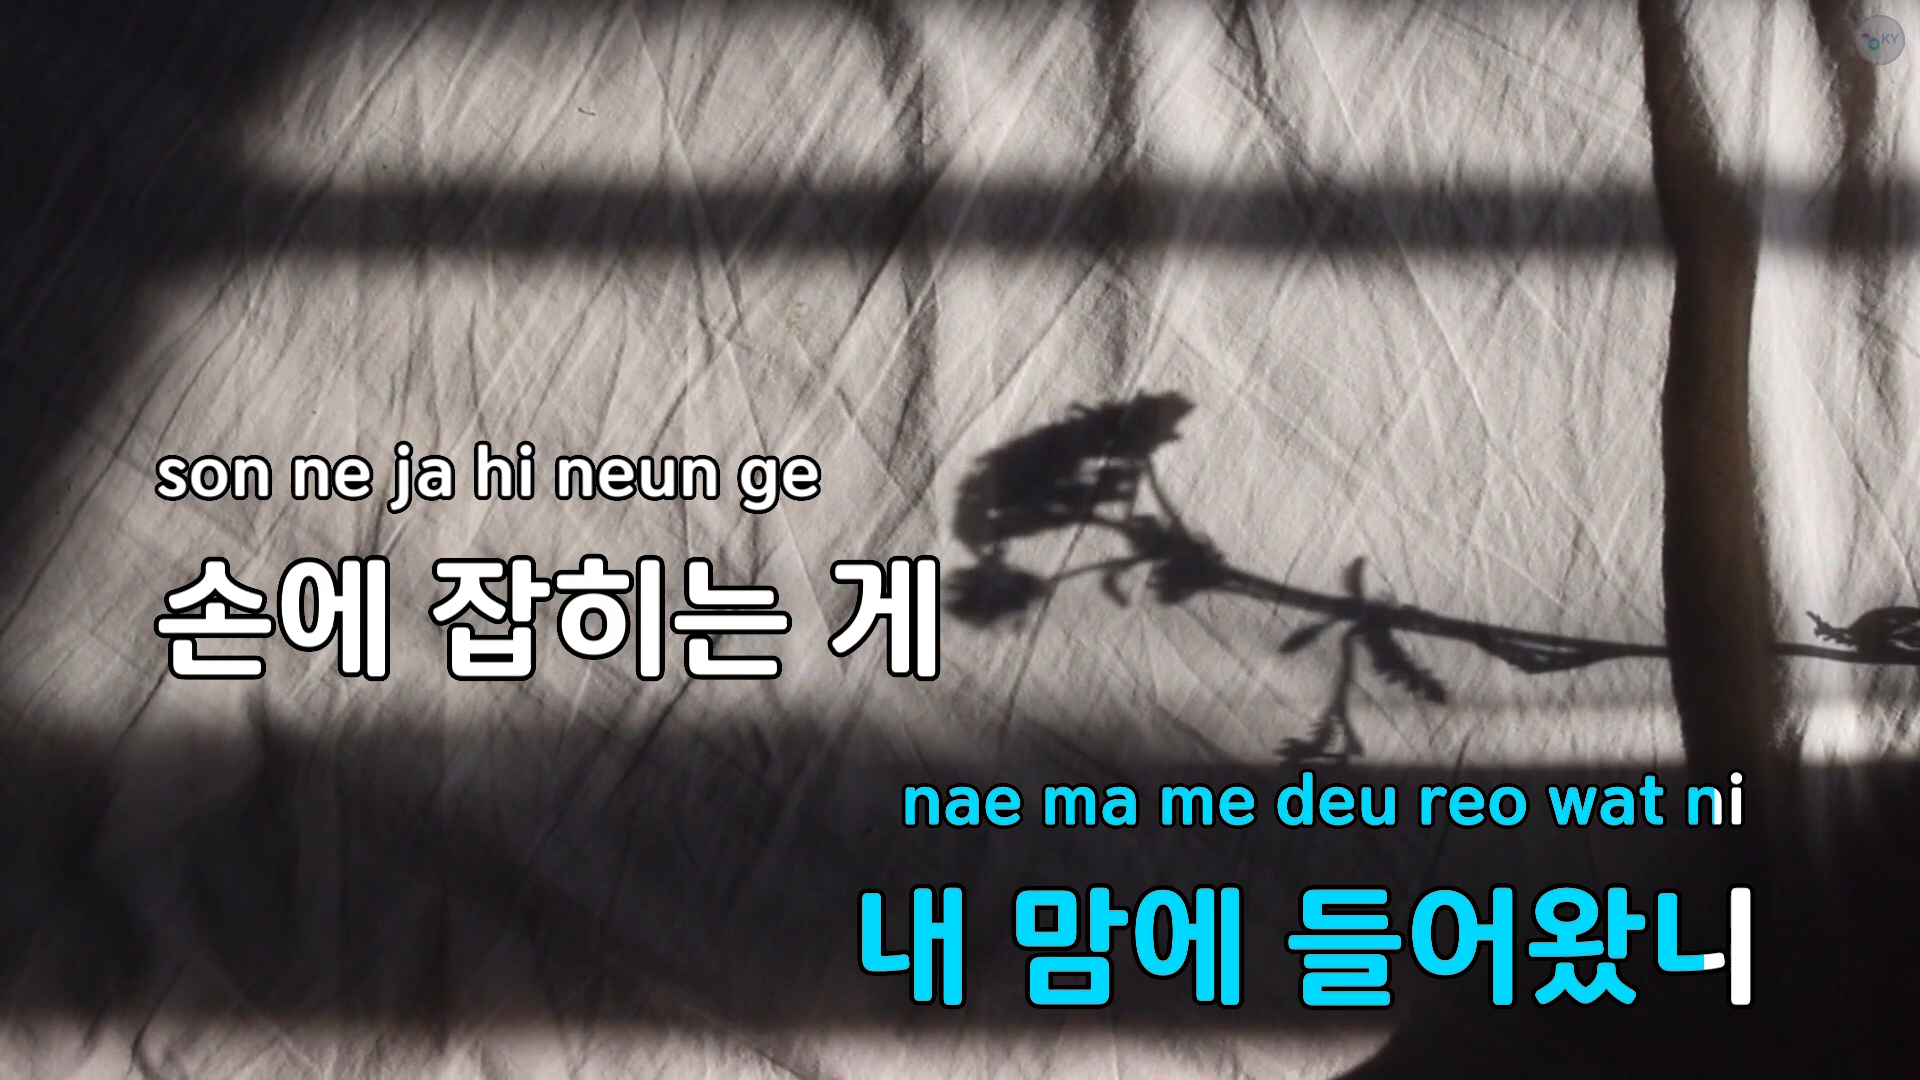 KY
son ne ja hi neun ge
손에 잡히는 게
nae ma me deu reo wat ni
내 맘에 들어왔니